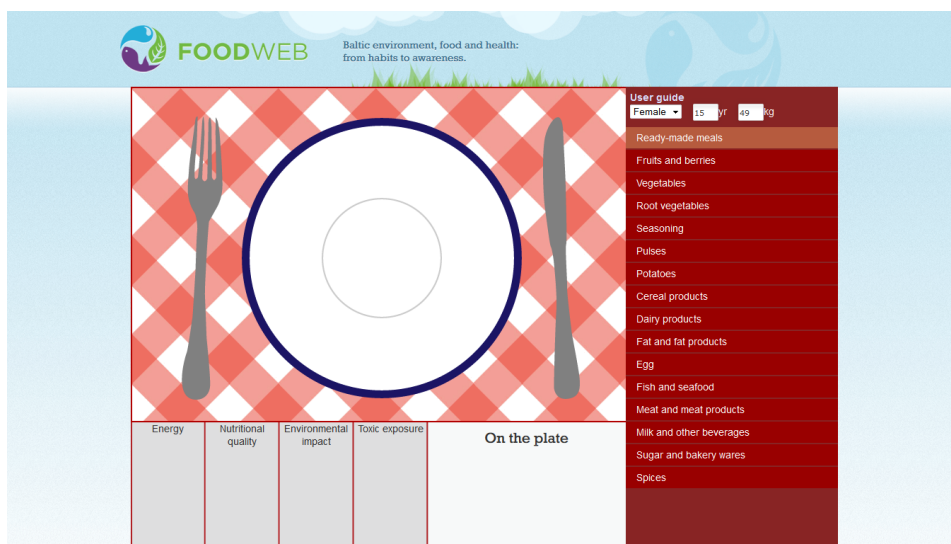 FOODWEB
Baltic environment, food and health:
from habits to awareness.
User guide
Female 15 yr 49 kg
Ready-made meals
Fruits and berries
Vegetables
Root vegetables
Seasoning
Pulses
Potatoes
Cereal products
Dairy products
Fat and fat products
Egg
Fish and seafood
Meat and meat products
Milk and other beverages
Sugar and bakery wares
Spices
Energy
Nutritional
quality
Environmental
impact
Toxic exposure
On the plate